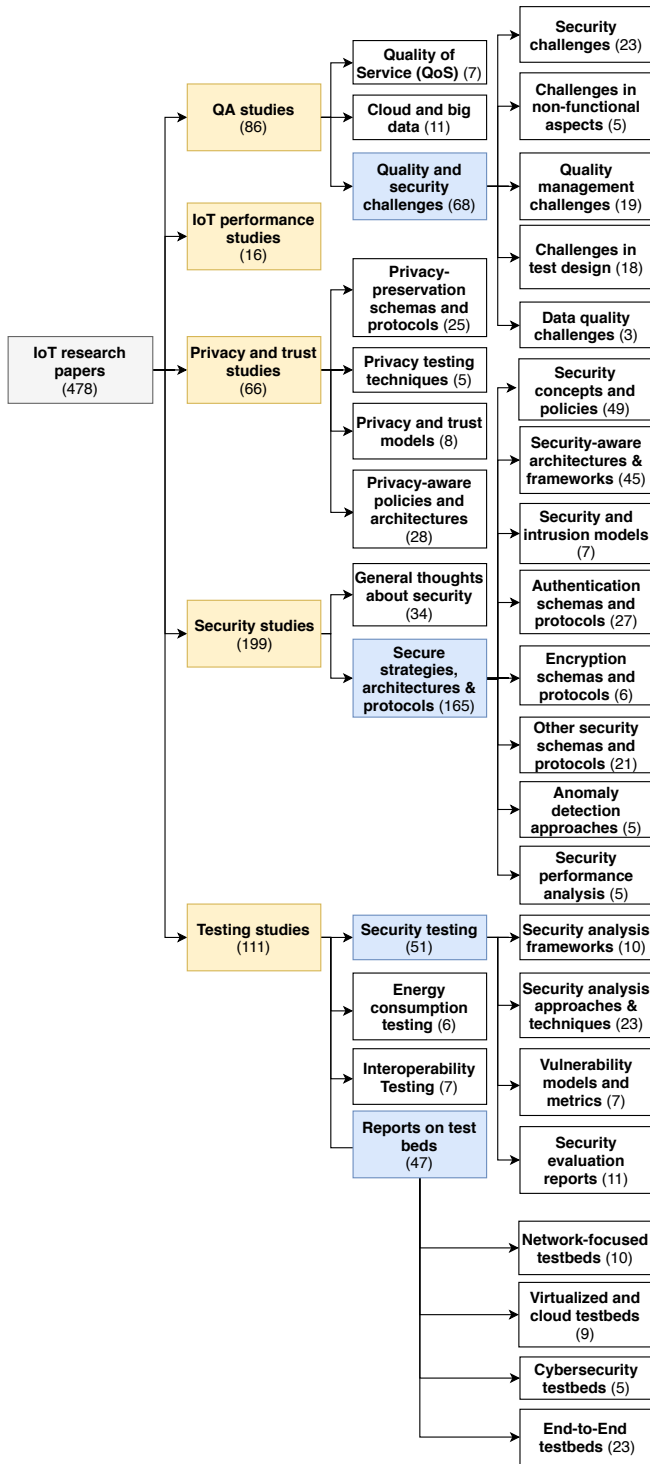 IoT research
papers
(478)
QA studies
(86)
IoT performance
studies
(16)
Privacy and trust
studies
(66)
Security studies
(199)
Testing studies
(111)
Quality of
Service (QoS) (7)
Cloud and big
data (11)
Quality and
security
challenges (68)
Privacy-
preservation
schemas and
protocols (25)
Privacy testing
techniques (5)
Privacy and trust
models (8)
Privacy-aware
policies and
architectures
(28)
General thoughts
about security
(34)
Secure
strategies,
architectures &
protocols (165)
Security testing
(51)
Energy
consumption
testing (6)
Interoperability
Testing (7)
Reports on test
beds
(47)
Security
challenges (23)
Challenges in
non-functional
aspects (5)
Quality
management
challenges (19)
Challenges in
test design (18)
Data quality
challenges (3)
Security
concepts and
policies (49)
Security-aware
architectures &
frameworks (45)
Security and
intrusion models
(7)
Authentication
schemas and
protocols (27)
Encryption
schemas and
protocols (6)
Other security
schemas and
protocols (21)
Anomaly
detection
approaches (5)
Security
performance
analysis (5)
Security analysis
frameworks (10)
Security analysis
approaches &
techniques (23)
Vulnerability
models and
metrics (7)
Security
evaluation
reports (11)
Network-focused
testbeds (10)
Virtualized and
cloud testbeds
(9)
Cybersecurity
testbeds (5)
End-to-End
testbeds (23)